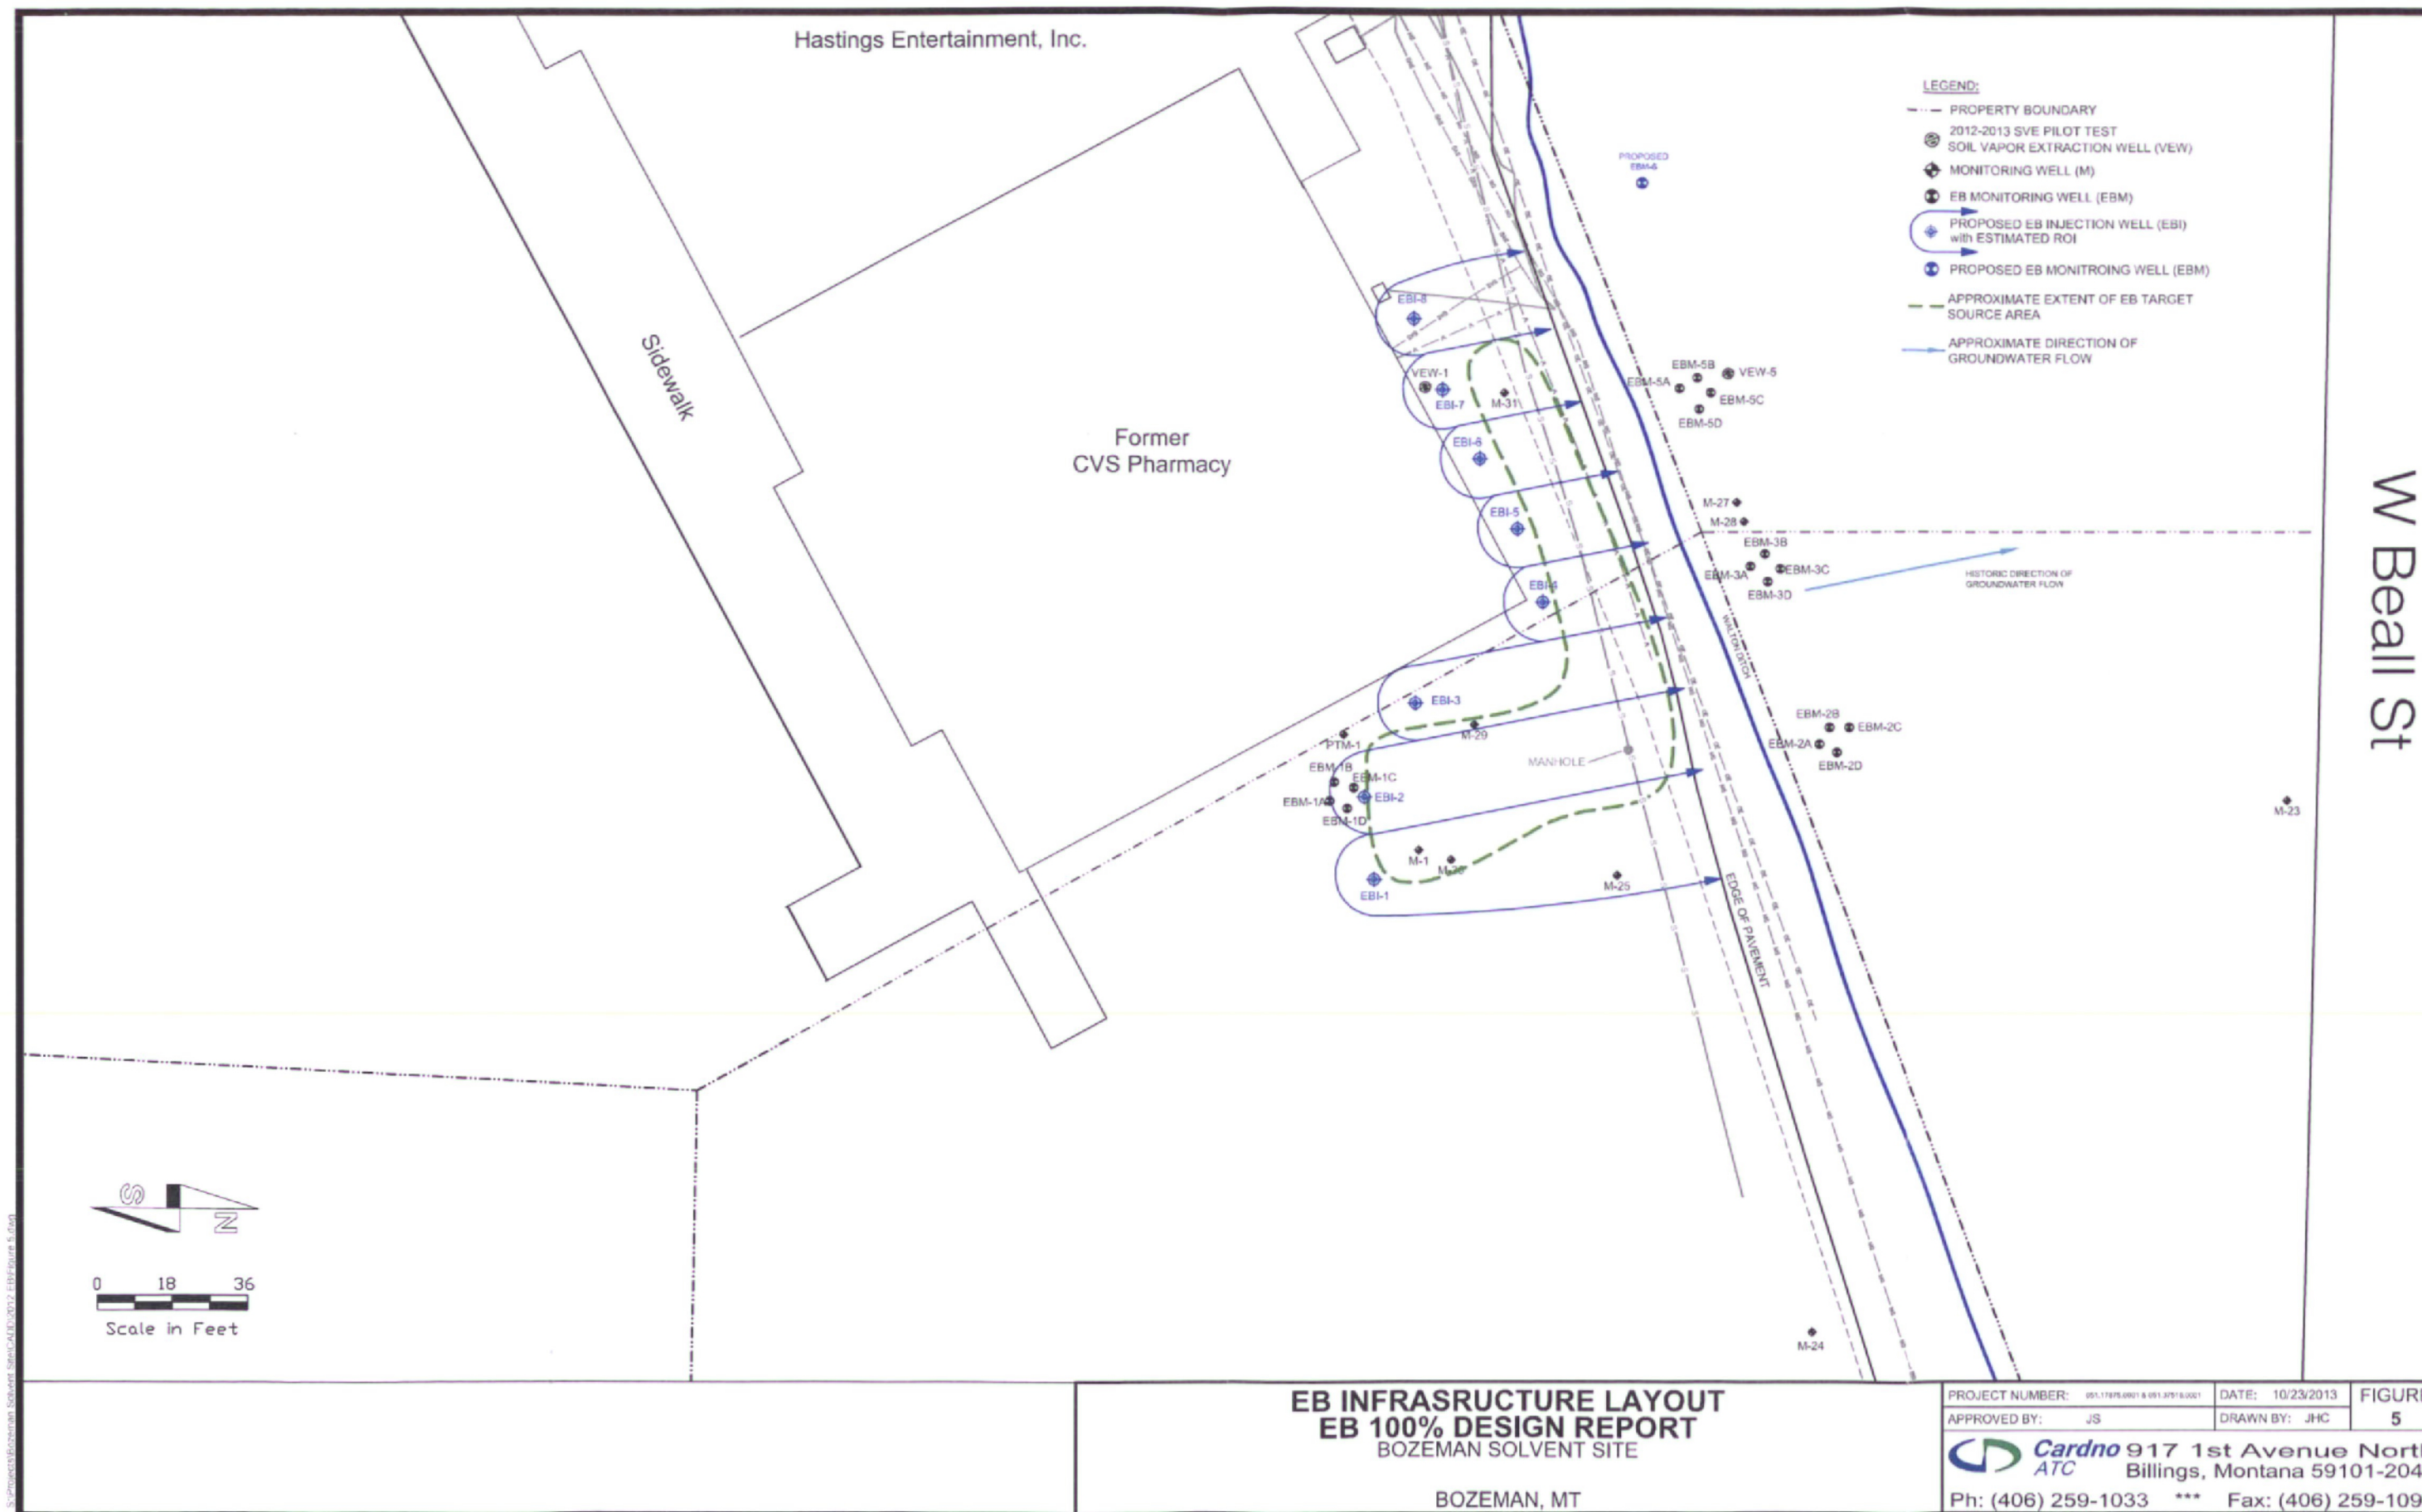 Hastings Entertainment, Inc.
LEGEND:
PROPERTY BOUNDARY
2012-2013 SVE PILOT TEST
SOIL VAPOR EXTRACTION WELL (VEW)
MONITORING WELL (M)
EB MONITORING WELL (EBM)
PROPOSED EB INJECTION WELL (EBI)
with ESTIMATED ROI
PROPOSED EB MONITROING WELL (EBM)
APPROXIMATE EXTENT OF EB TARGET
SOURCE AREA
APPROXIMATE DIRECTION OF
GROUNDWATER FLOW
PROPOSED
EBM-6
EBI-8
Sidewalk
VEW-1
EBI-7
M-31
EBM-5B
VEW-5
EBM-5A
EBM-5C
EBM-5D
Former
CVS Pharmacy
EBI-6
EBI-5
M-27
M-28
W Beall St
EBM-3B
EBM-3A
EBM-3C
EBM-3D
HISTORIC DIRECTION OF
GROUNDWATER FLOW
EBI-4
WALTON DITCH
EBI-3
PTM-1
M-29
MANHOLE
EBM-2B
EBM-2C
EBM-2A
EBM-2D
EBM-1B
EBM-1C
EBM-1A
EBI-2
EBM-1D
M-23
M-1
EBI-1
M-25
EDGE OF PAVEMENT
S
N
0 18 36
Scale in Feet
M-24
EB INFRASRUCTURE LAYOUT
EB 100% DESIGN REPORT
BOZEMAN SOLVENT SITE
BOZEMAN, MT
PROJECT NUMBER:
DATE: 10/23/2013
FIGUR
5
APPROVED BY: JS
DRAWN BY: JHC
Cardno
ATC
917 1st Avenue Nort
Billings, Montana 59101-204
Ph: (406) 259-1033 *** Fax: (406) 259-109